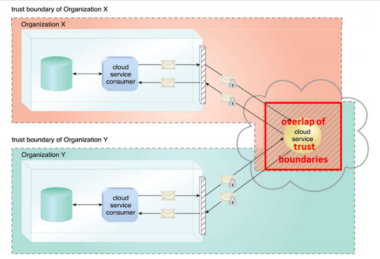 trust boundary of Organization X
Organization X
cloud
service
consumer
overlap of
cloud
service
trust
boundaries
trust boundary of Organization Y
Organization Y
cloud
service
consumer